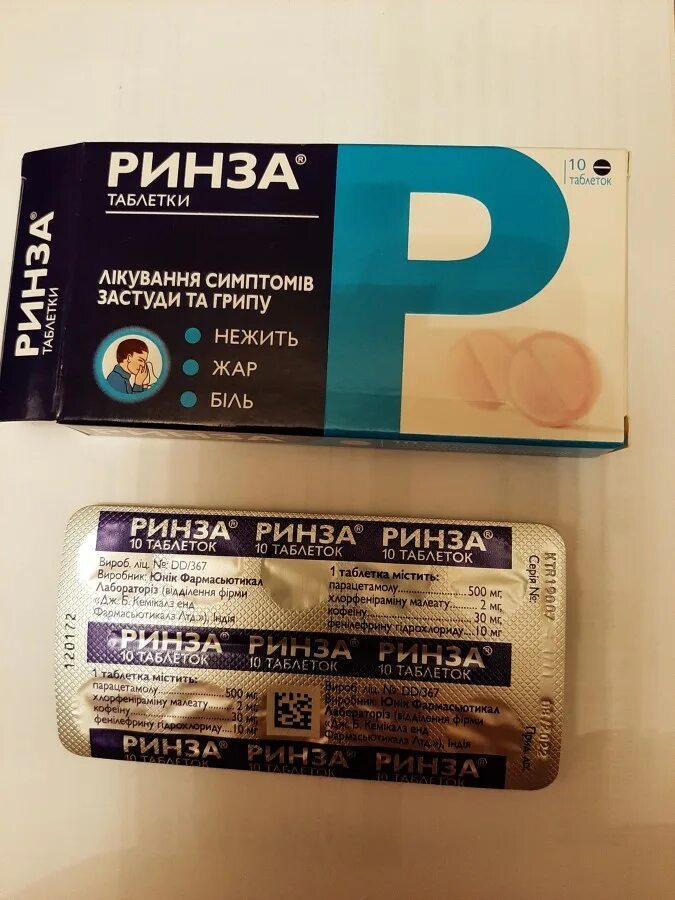 РИНЗА®
ТАБЛЕТКИ
10
таблеток
РИНЗА®
ТАБЛЕТКИ
ЛІКУВАННЯ СИМПТОМІВ
ЗАСТУДИ ТА ГРИПУ
НЕЖИТЬ
ЖАР
БІЛЬ
Р
РИНЗА® РИНЗА® РИНЗА®
10 ТАБЛЕТОК 10 ТАБЛЕТОК 10 ТАБЛЕТОК
Вироб. ліц. №: DD/367
Виробник: Юнік Фармасьютикал
Лабораторіз (відділення фірми
«Дж. Б. Кемікалз енд
Фармасьютикалз Лтд.»), Індія
1 таблетка містить:
парацетамолу.....................500 мг,
хлорфеніраміну малеату........2 мг,
кофеїну..............................30 мг,
фенілефрину гідрохлориду....10 мг
Серія №:
KTR19007
120172
РИНЗА® РИНЗА® РИНЗА®
10 ТАБЛЕТОК 10 ТАБЛЕТОК 10 ТАБЛЕТОК
1 таблетка містить:
парацетамолу.....................500 мг,
хлорфеніраміну малеату........2 мг,
кофеїну..............................30 мг,
фенілефрину гідрохлориду....10 мг
Вироб. ліц. №: DD/367
Виробник: Юнік Фармасьютикал
Лабораторіз (відділення фірми
«Дж. Б. Кемікалз енд
Фармасьютикалз Лтд.»), Індія
РИНЗА® РИНЗА® РИНЗА®
10 ТАБЛЕТОК 10 ТАБЛЕТОК 10 ТАБЛЕТОК